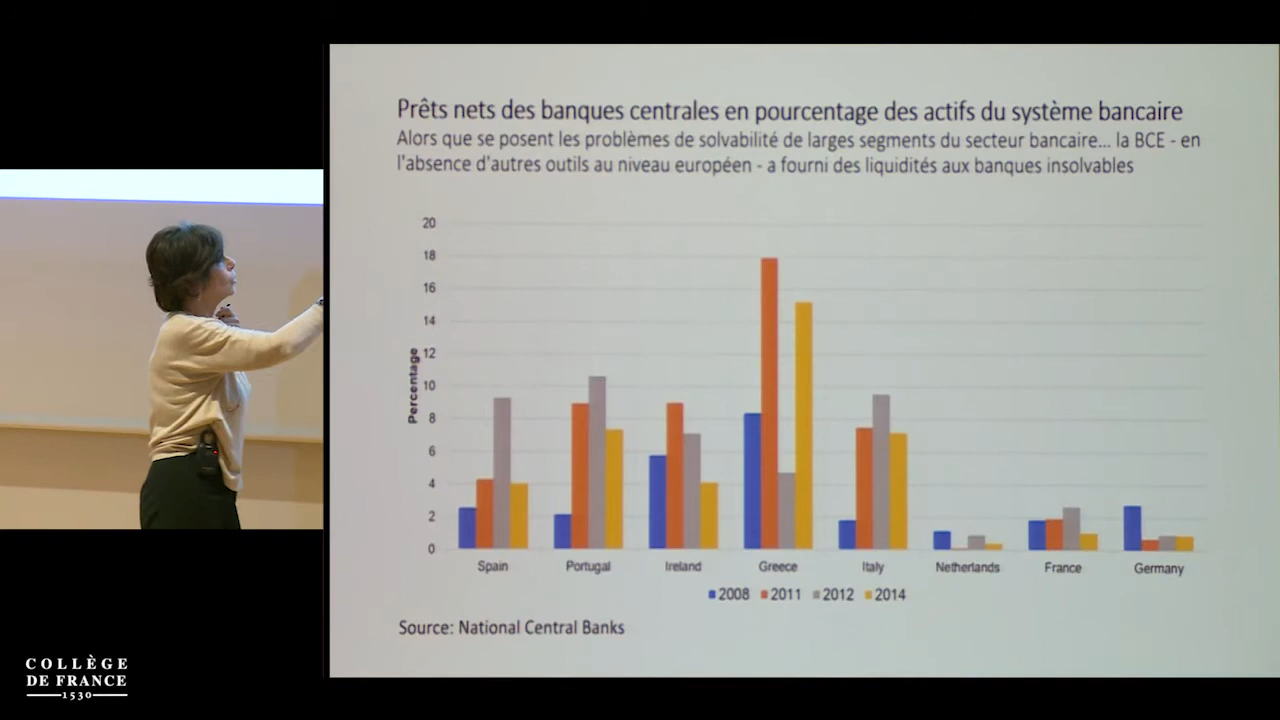 Prêts nets des banques centrales en pourcentage des actifs du système bancaire
Alors que se posent les problèmes de solvabilité de larges segments du secteur bancaire... la BCE - en
l'absence d'autres outils au niveau européen - a fourni des liquidités aux banques insolvables
20
18
16
14
12
10
8
6
4
2
0
Percentage
Spain Portugal Ireland Greece Italy Netherlands France Germany
2008 2011 2012 2014
Source: National Central Banks
COLLÈGE
DE FRANCE
1530